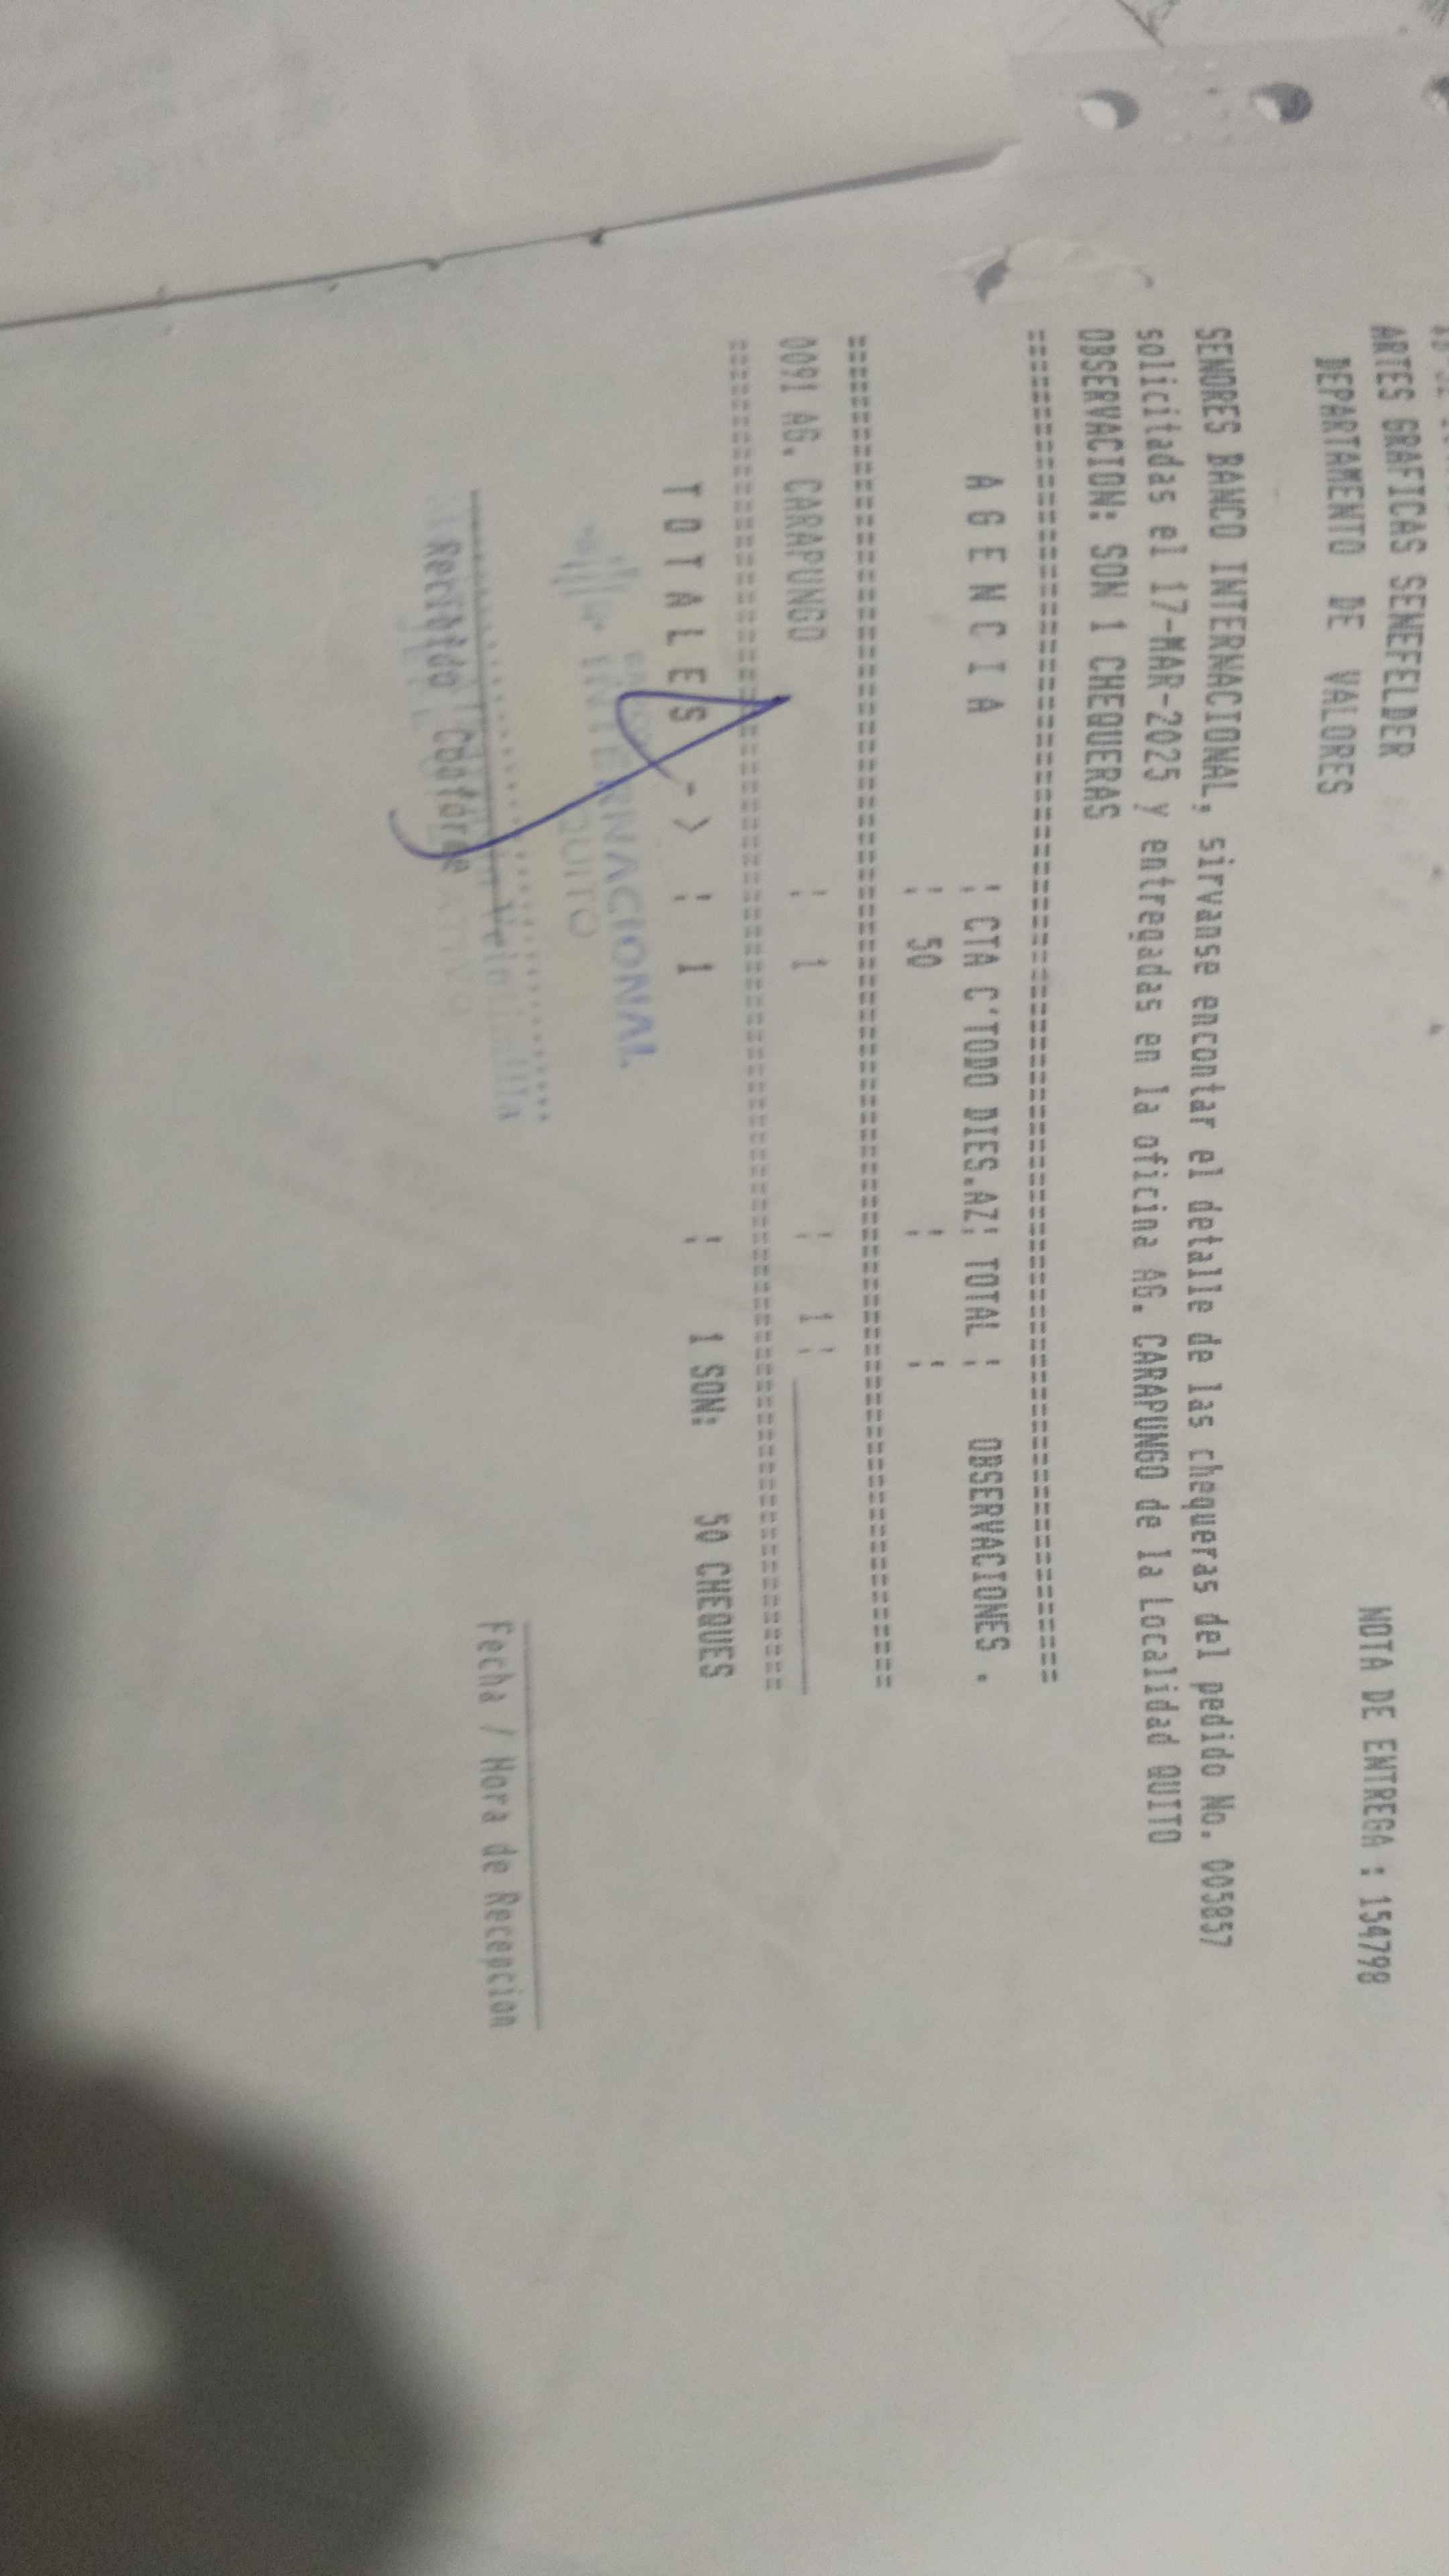 ARTES GRAFICAS SENEFELDER
DEPARTAMENTO DE VALORES
NOTA DE ENTREGA : 154798
SENORES BANCO INTERNACIONAL, sirvanse encontar el detalle de las chequeras del pedido No. 005857
solicitadas el 17-MAR-2025 y entregadas en la oficina AG. CARAPUNGO de la Localidad QUITO
OBSERVACION: SON 1 CHEQUERAS
A G E N C I A : CTA C'TODO DIES.AZ: TOTAL : OBSERVACIONES .
: 50 : :
0091 AG. CARAPUNGO : 1 : 1 :
T O T A L E S -> : 1 : 1 SON: 50 CHEQUES
BANCO
INTERNACIONAL
QUITO
Recibido Conforme
Fecha / Hora de Recepcion